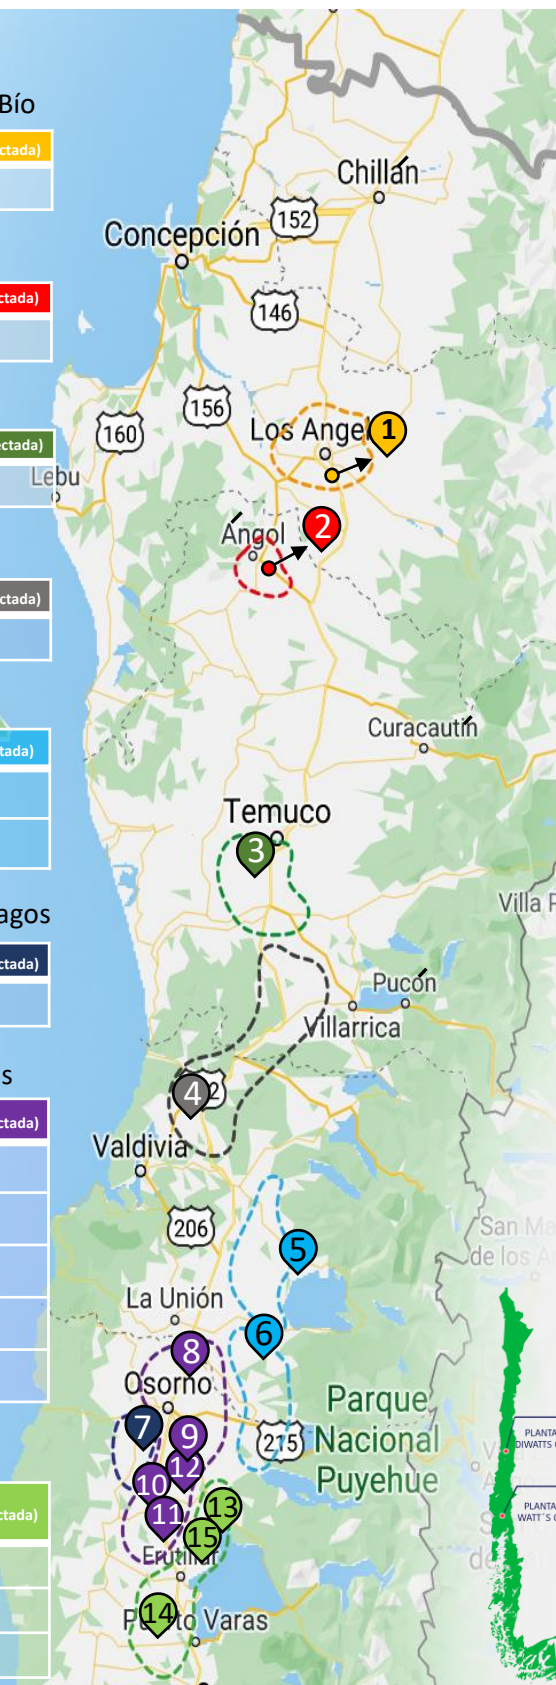 Bío
ctada)
Chillán
152
Concepción
146
ctada)
156
160
Los Angel
1
ectada)
Lebu
2
Angol
ctada)
Curacautín
tada)
Temuco
3
Villa
agos
ctada)
Pucón
Villarrica
4
2
s
ctada)
Valdivia
206
5
San Ma
de los A
La Unión
6
8
Osorno
7
9
275
Parque
Nacional
Puyehue
PLANTA
DIWATTS
12
10
11
13
PLANTA
WATT´S
ctada)
15
Frutillar
14
Puerto Varas